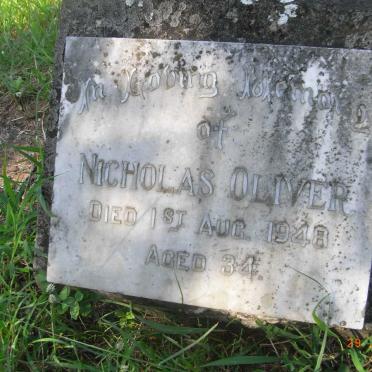 In Loving Memory
of
NICHOLAS OLIVER
DIED 1ST AUG. 1948
AGED 34.